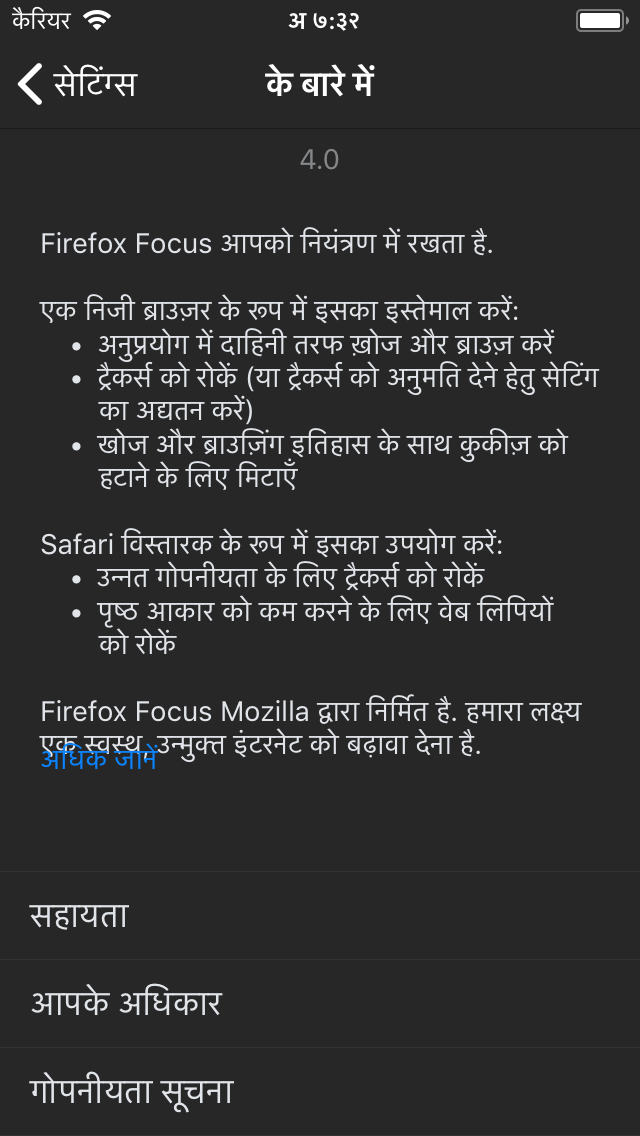 कैरियर अ ७:३२
सेटिंग्स के बारे में
4.0
Firefox Focus आपको नियंत्रण में रखता है.
एक निजी ब्राउज़र के रूप में इसका इस्तेमाल करें:
• अनुप्रयोग में दाहिनी तरफ ख़ोज और ब्राउज़ करें
• ट्रैकर्स को रोकें (या ट्रैकर्स को अनुमति देने हेतु सेटिंग
का अद्यतन करें)
• खोज और ब्राउज़िंग इतिहास के साथ कुकीज़ को
हटाने के लिए मिटाएँ
Safari विस्तारक के रूप में इसका उपयोग करें:
• उन्नत गोपनीयता के लिए ट्रैकर्स को रोकें
• पृष्ठ आकार को कम करने के लिए वेब लिपियों
को रोकें
Firefox Focus Mozilla द्वारा निर्मित है. हमारा लक्ष्य
एक स्वस्थ, उन्मुक्त इंटरनेट को बढ़ावा देना है.
अधिक जानें
सहायता
आपके अधिकार
गोपनीयता सूचना